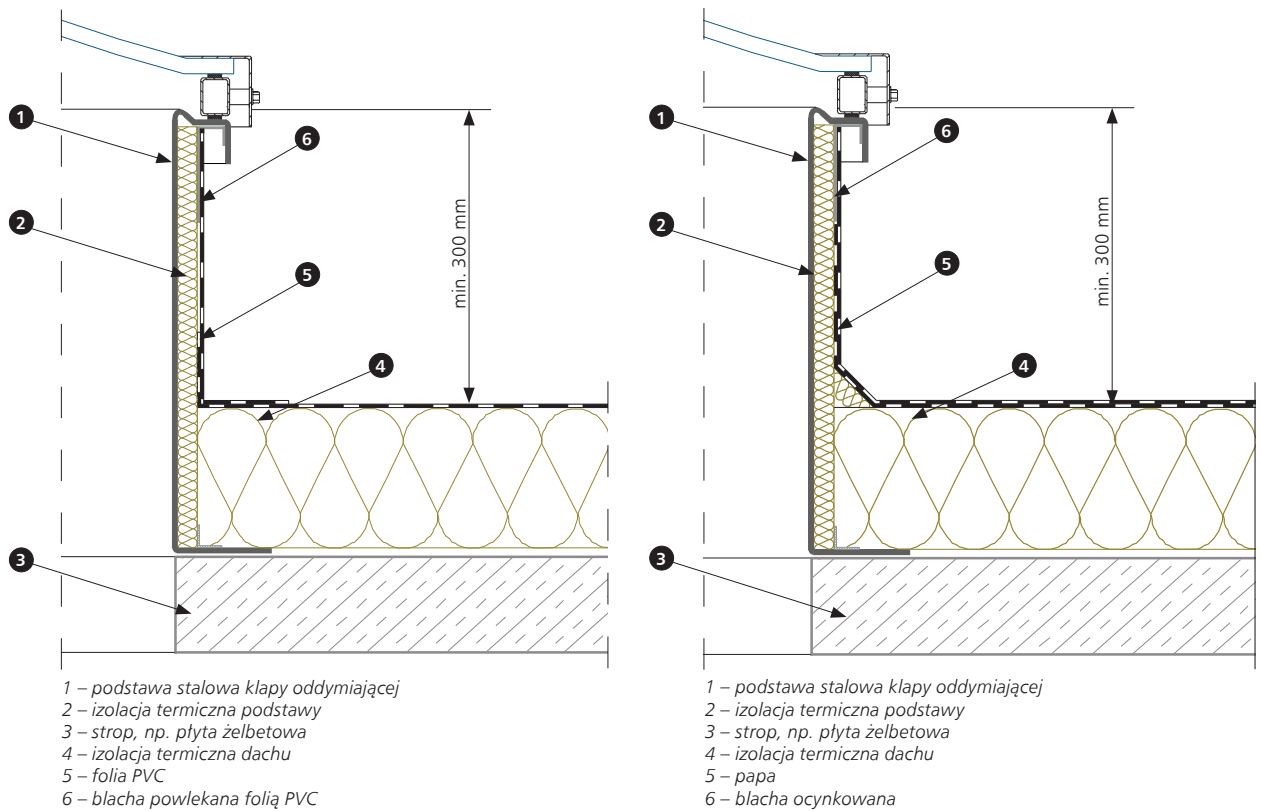 1
2
3
6
5
4
min. 300 mm
1 – podstawa stalowa klapy oddymiającej
2 – izolacja termiczna podstawy
3 – strop, np. płyta żelbetowa
4 – izolacja termiczna dachu
5 – folia PVC
6 – blacha powlekana folią PVC
1
2
3
6
5
4
min. 300 mm
1 – podstawa stalowa klapy oddymiającej
2 – izolacja termiczna podstawy
3 – strop, np. płyta żelbetowa
4 – izolacja termiczna dachu
5 – papa
6 – blacha ocynkowana